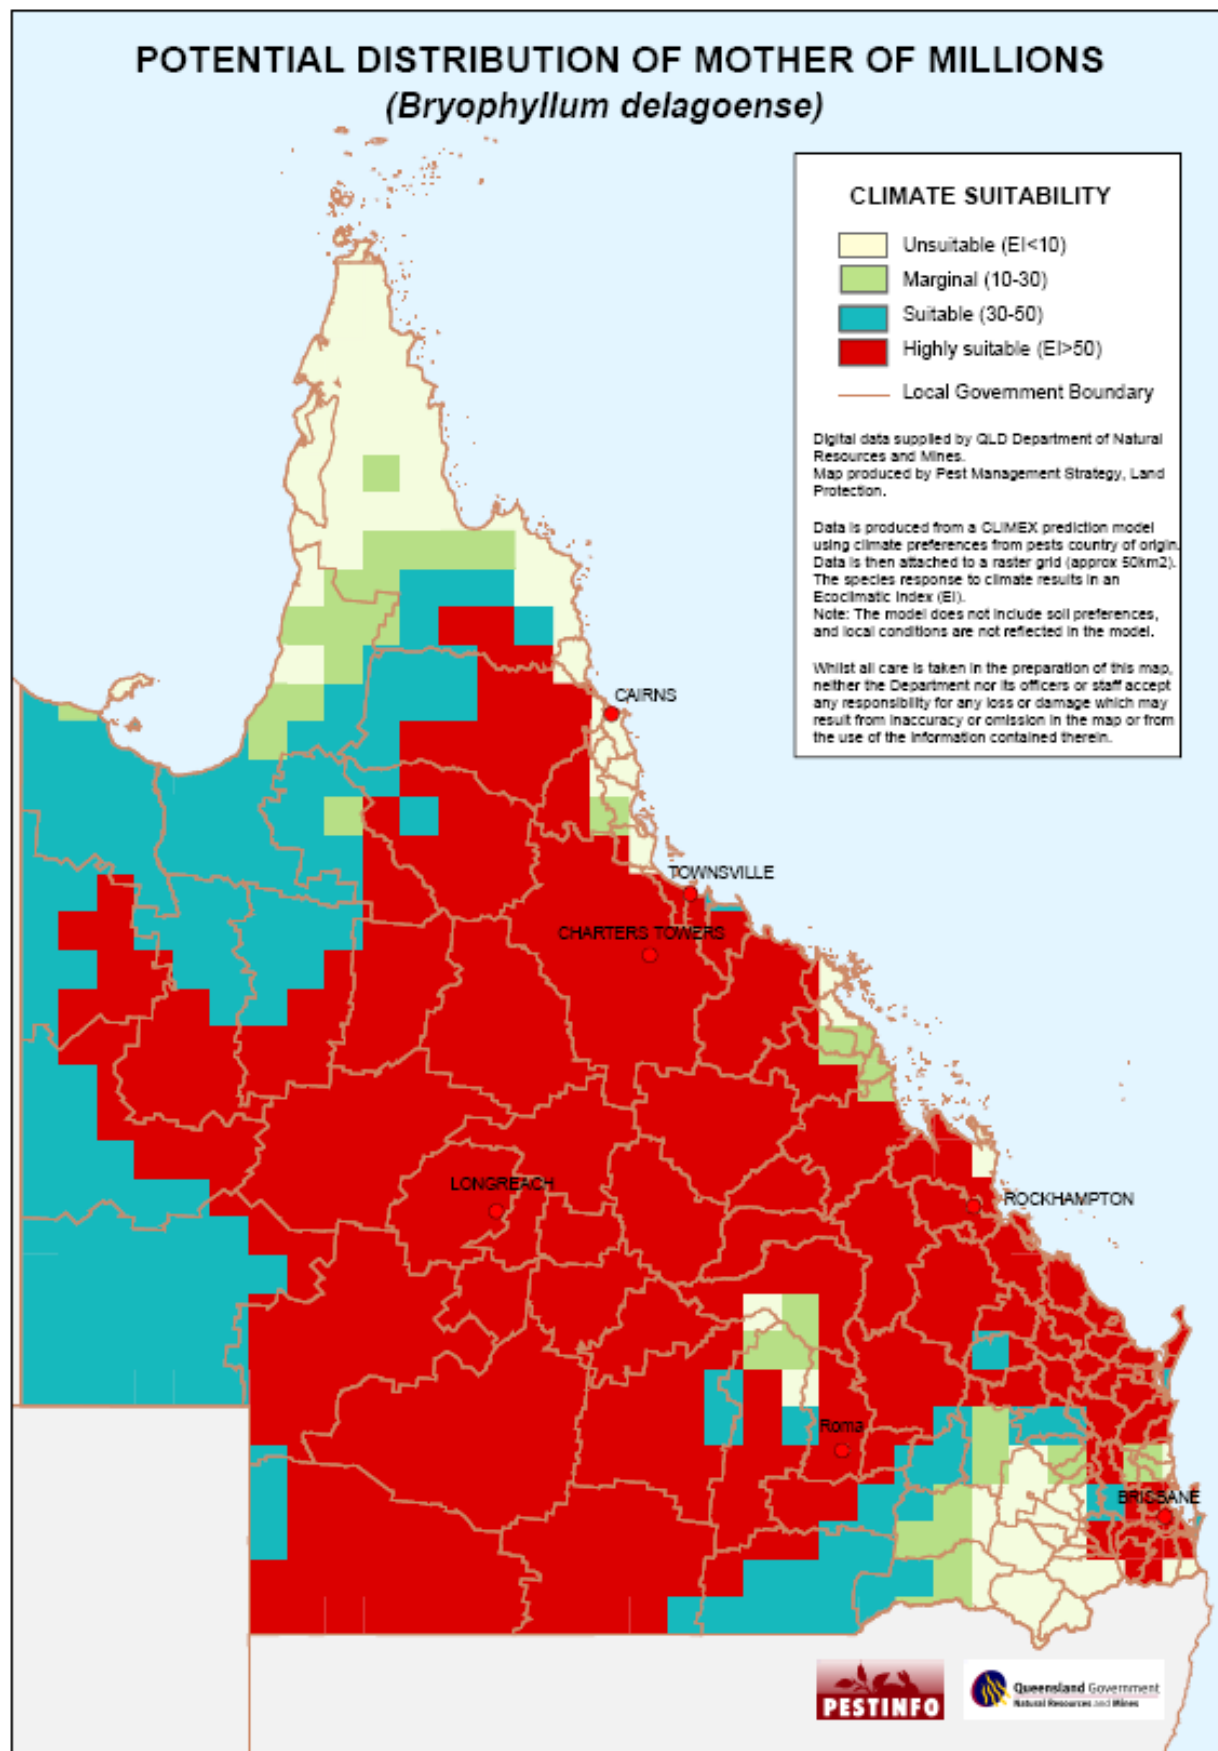 POTENTIAL DISTRIBUTION OF MOTHER OF MILLIONS
(Bryophyllum delagoense)
CLIMATE SUITABILITY
Unsuitable (EI<10)
Marginal (10-30)
Suitable (30-50)
Highly suitable (EI>50)
Local Government Boundary
Digital data supplied by QLD Department of Natural
Resources and Mines.
Map produced by Pest Management Strategy, Land
Protection.
Data is produced from a CLIMEX prediction model
using climate preferences from pests country of origin.
Data is then attached to a raster grid (approx 50km2).
The species response to climate results in an
Ecoclimatic Index (EI).
Note: The model does not include soil preferences,
and local conditions are not reflected in the model.
Whilst all care is taken in the preparation of this map,
neither the Department nor its officers or staff accept
any responsibility for any loss or damage which may
result from inaccuracy or omission in the map or from
the use of the information contained therein.
CAIRNS
TOWNSVILLE
CHARTERS TOWERS
LONGREACH
ROCKHAMPTON
Roma
BRISBANE
PESTINFO
Queensland Government
Natural Resources and Mines